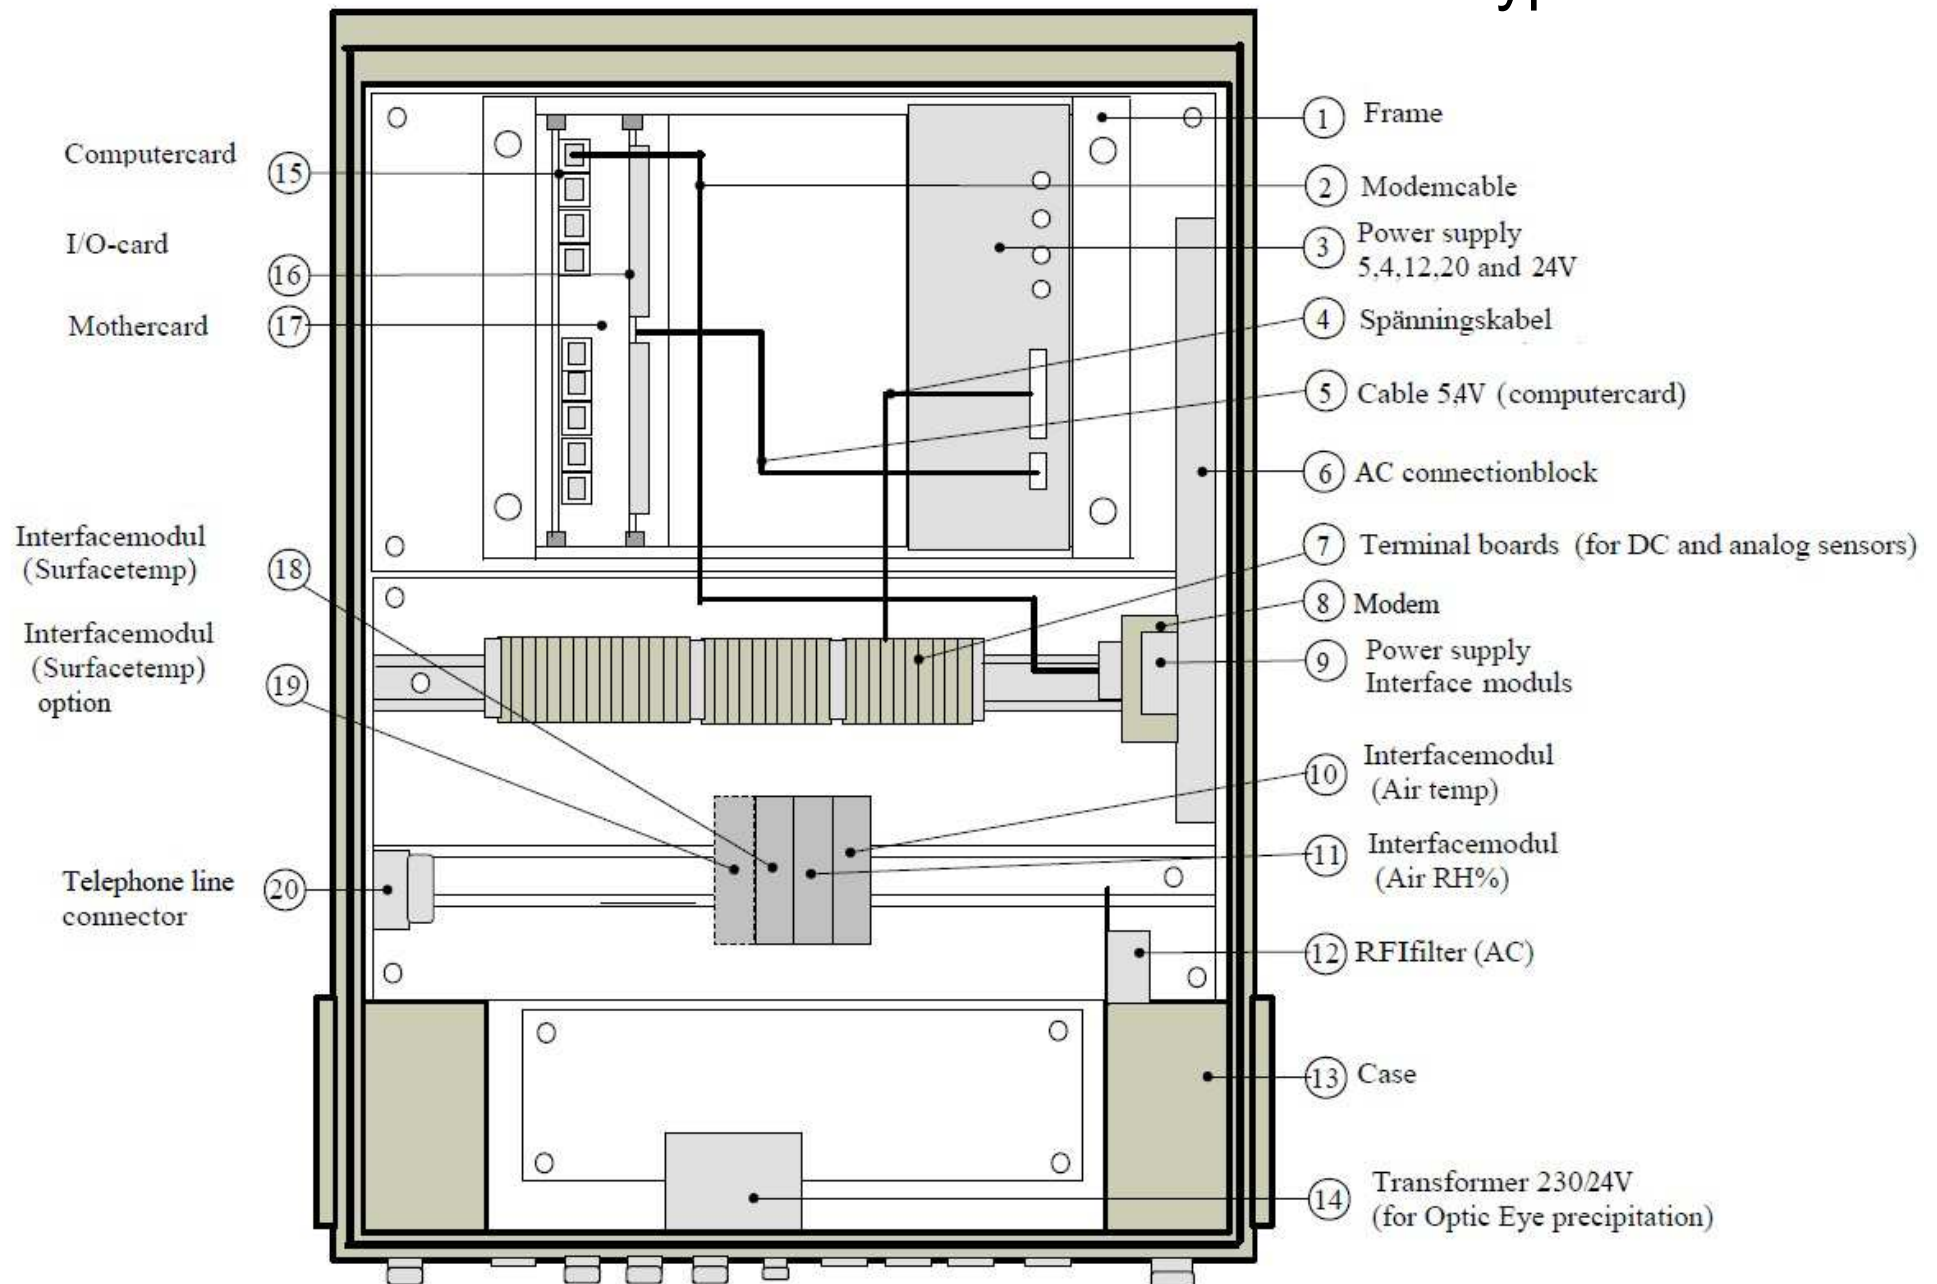 yp
Computercard
15
I/O-card
16
Mothercard
17
Interfacemodul
(Surfacetemp)
18
Interfacemodul
(Surfacetemp)
option
19
Telephone line
connector
20
1 Frame
2 Modemcable
3 Power supply
5,4,12,20 and 24V
4 Spänningskabel
5 Cable 5,4V (computercard)
6 AC connectionblock
7 Terminal boards (for DC and analog sensors)
8 Modem
9 Power supply
Interface moduls
10 Interfacemodul
(Air temp)
11 Interfacemodul
(Air RH%)
12 RFIfilter (AC)
13 Case
14 Transformer 230/24V
(for Optic Eye precipitation)